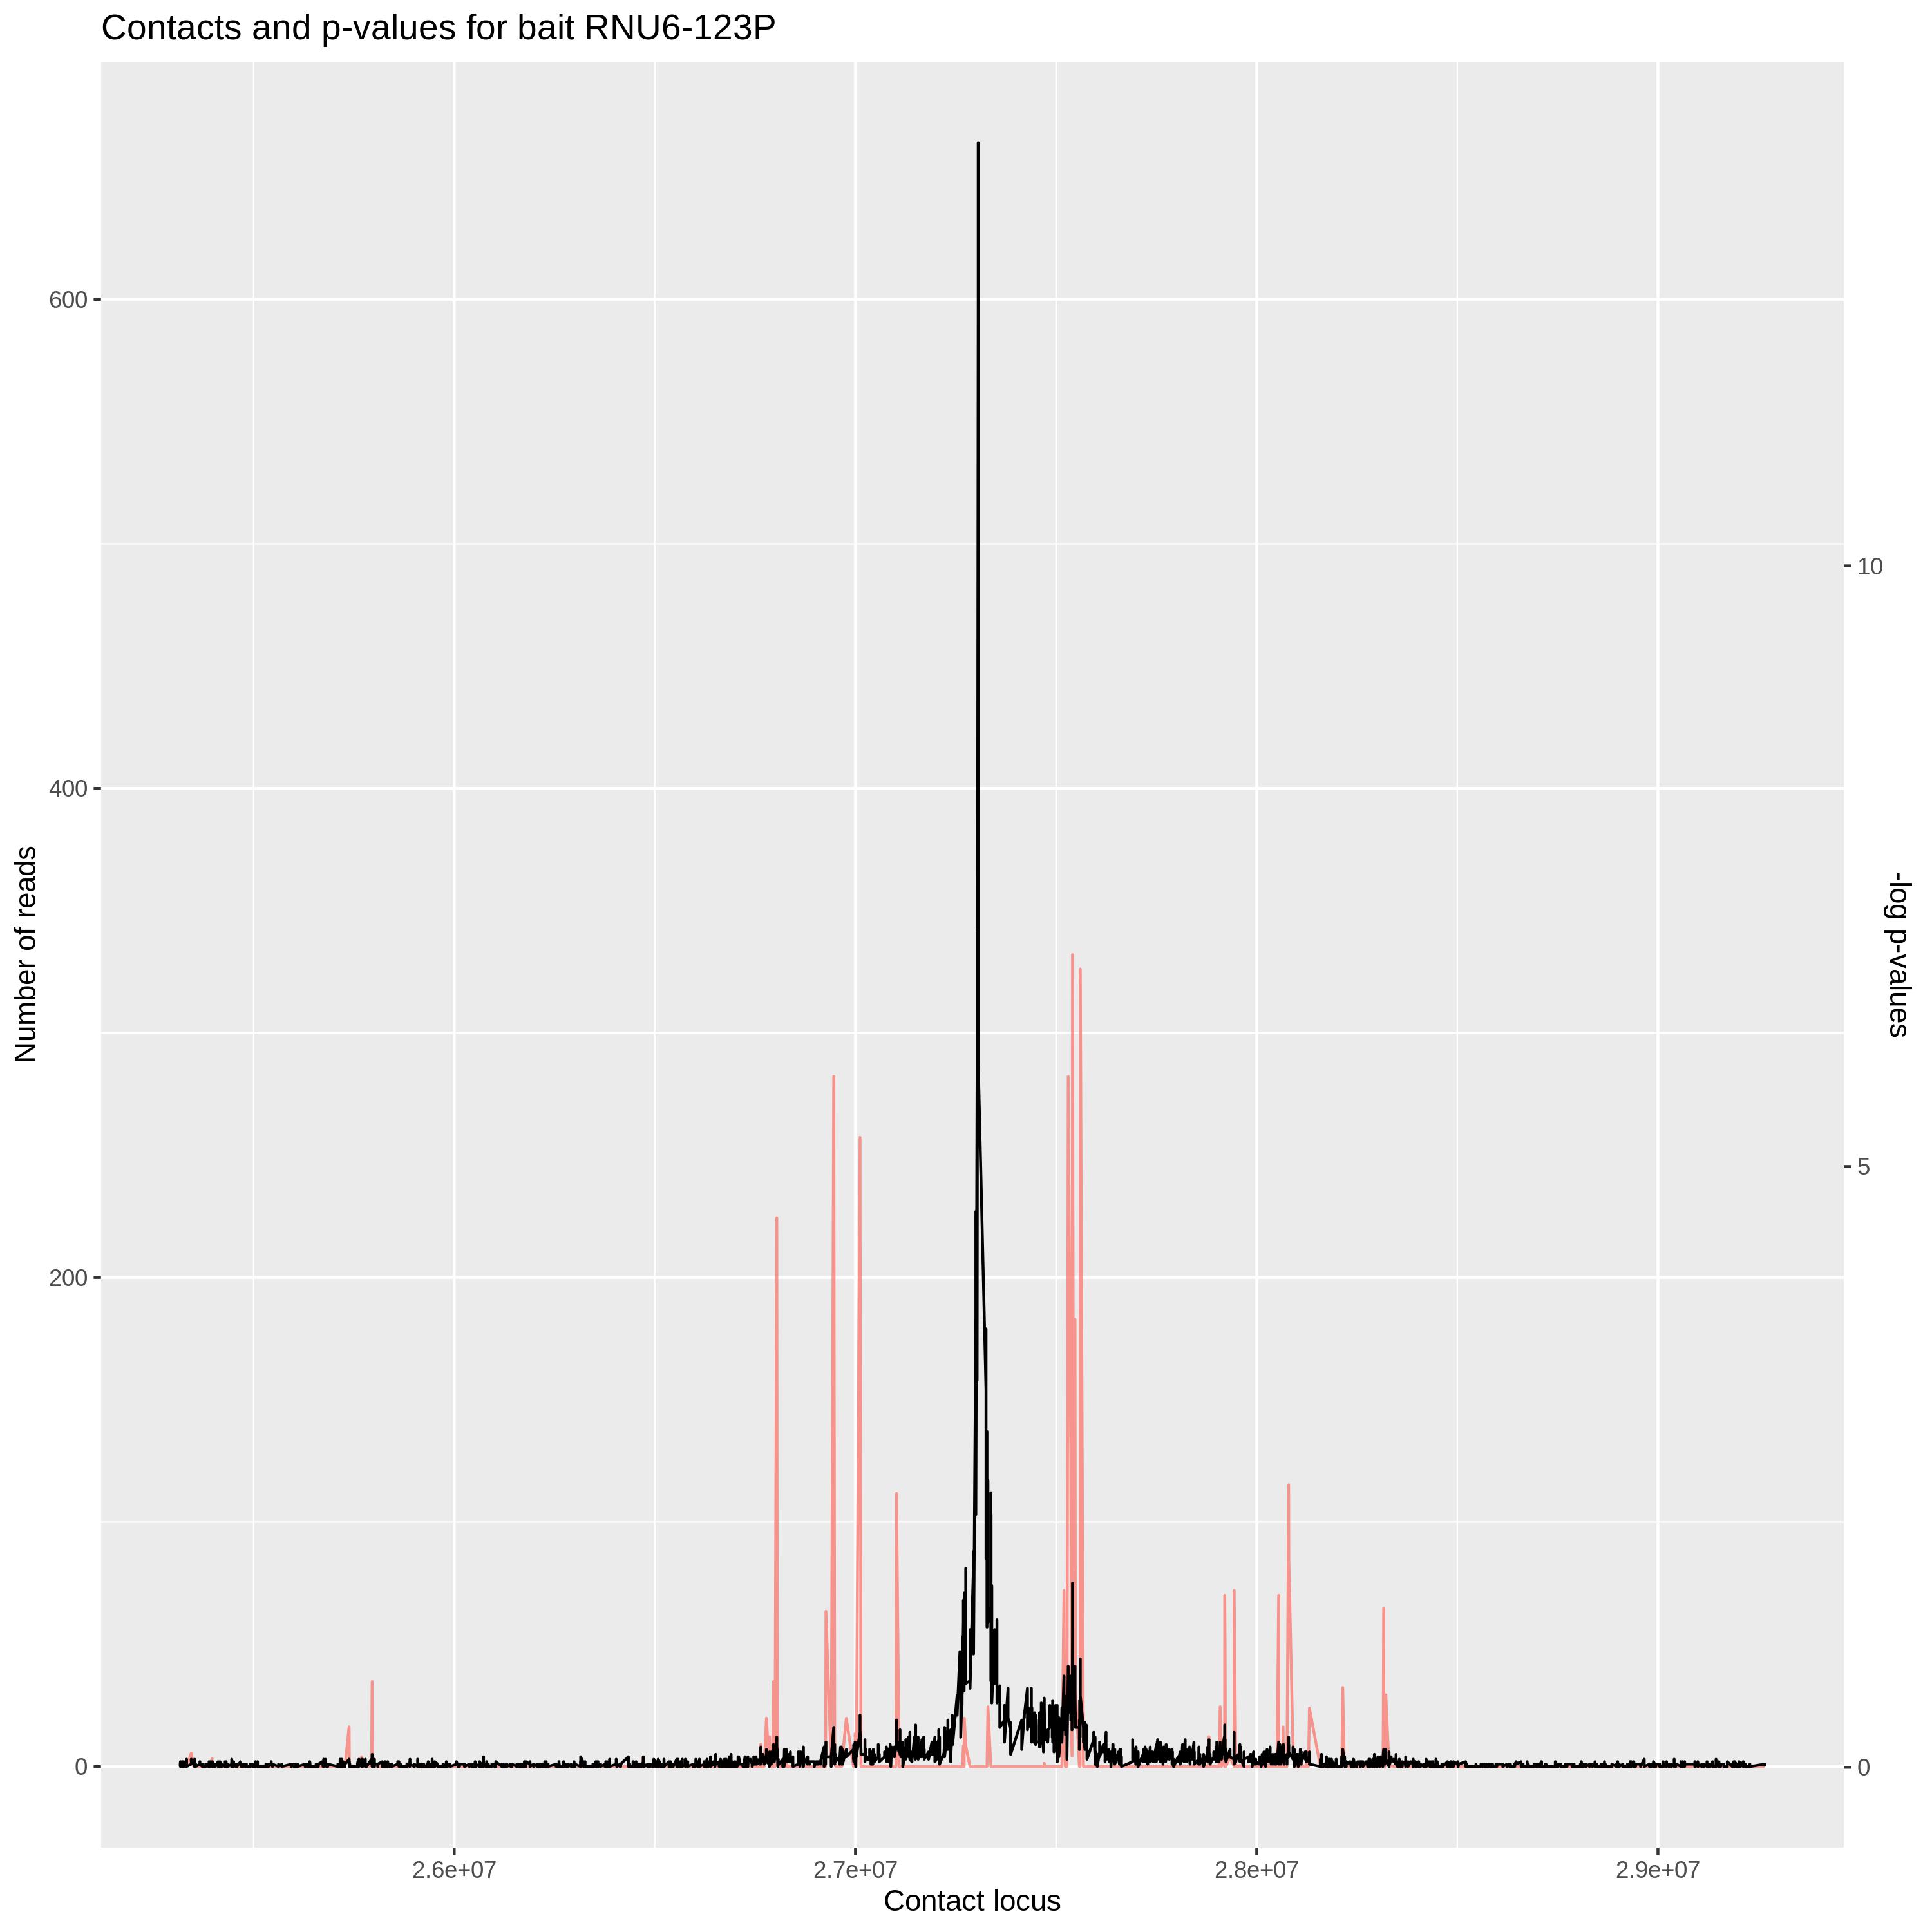 Contacts and p-values for bait RNU6-123P
600
400
200
0
10
5
0
Number of reads
-log p-values
2.6e+07 2.7e+07 2.8e+07 2.9e+07
Contact locus